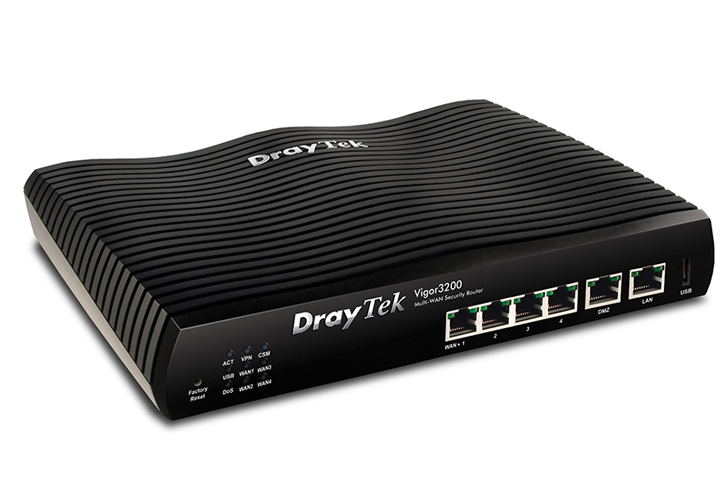 DrayTek
DrayTek Vigor3200
Multi-WAN Security Router
WAN • 1 2 3 4 DMZ LAN USB
ACT VPN CSM
USB WAN1 WAN3
DoS WAN2 WAN4
Factory
Reset